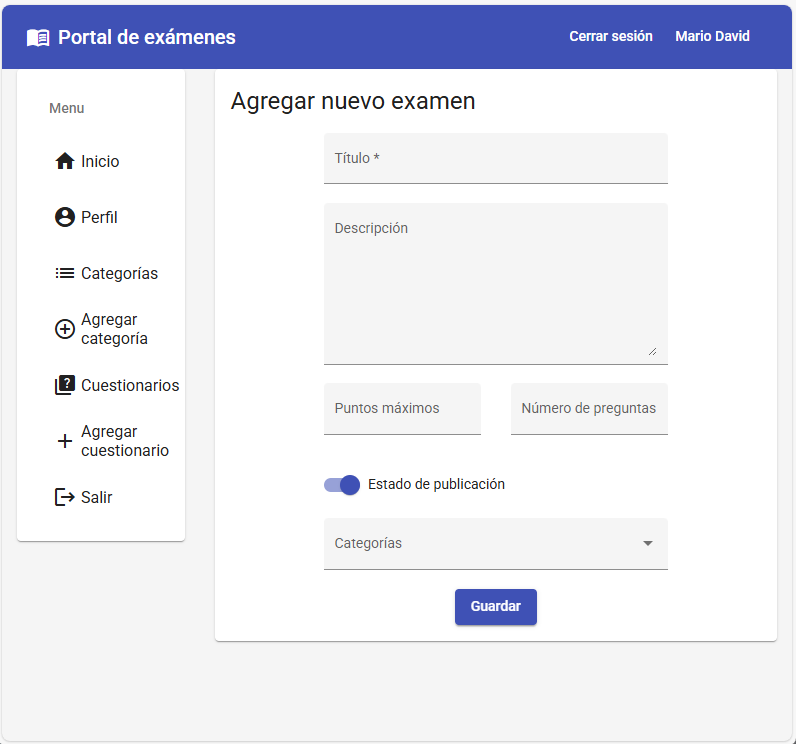 Portal de exámenes
Cerrar sesión
Mario David
Menu
Inicio
Perfil
Categorías
Agregar
categoría
Cuestionarios
Agregar
cuestionario
Salir
Agregar nuevo examen
Título *
Descripción
Puntos máximos
Número de preguntas
Estado de publicación
Categorías
Guardar